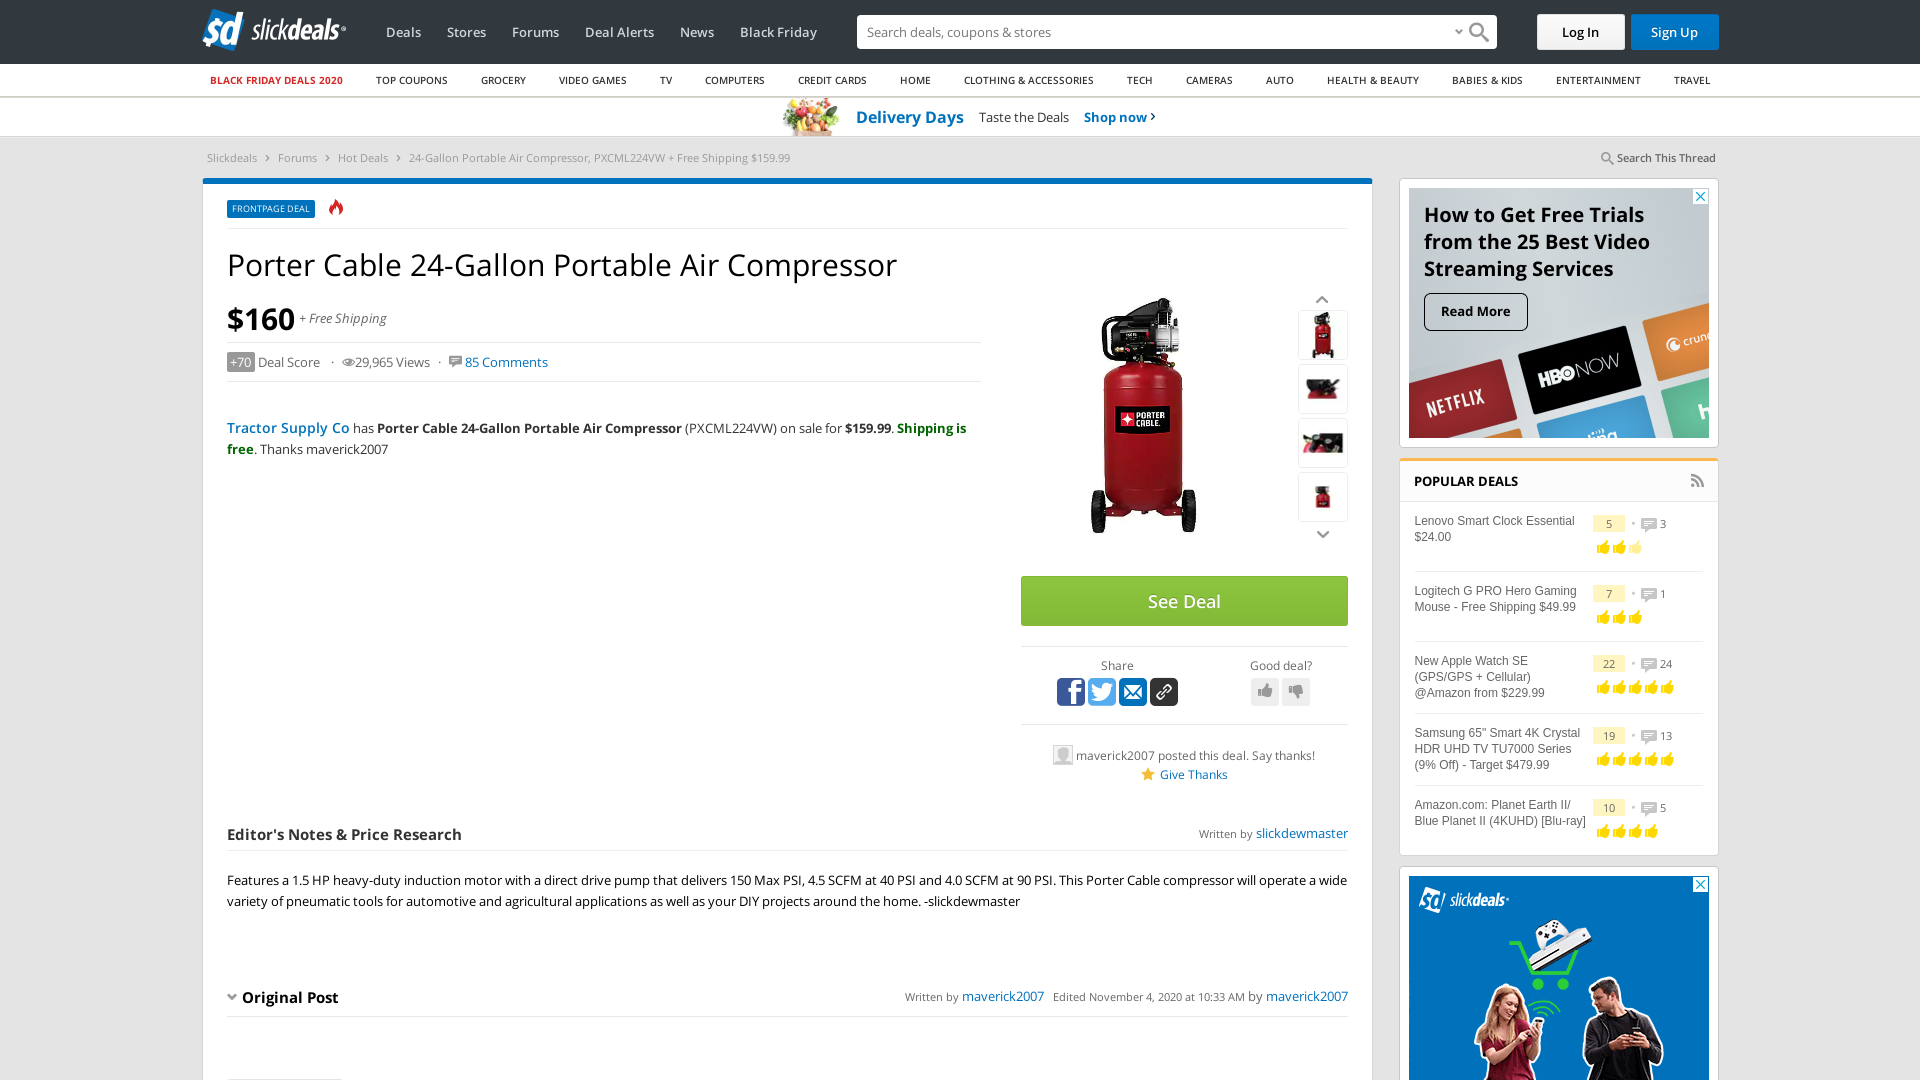 slickdeals
Deals
Stores
Forums
Deal Alerts
News
Black Friday
Search deals, coupons & stores
Log In
Sign Up
BLACK FRIDAY DEALS 2020
TOP COUPONS
GROCERY
VIDEO GAMES
TV
COMPUTERS
CREDIT CARDS
HOME
CLOTHING & ACCESSORIES
TECH
CAMERAS
AUTO
HEALTH & BEAUTY
BABIES & KIDS
ENTERTAINMENT
TRAVEL
Delivery Days Taste the Deals Shop now
Slickdeals
Forums
Hot Deals
24-Gallon Portable Air Compressor, PXCML224VW + Free Shipping $159.99
Search This Thread
FRONTPAGE DEAL
Porter Cable 24-Gallon Portable Air Compressor
$160 + Free Shipping
+70 Deal Score · 29,965 Views · 85 Comments
Tractor Supply Co has Porter Cable 24-Gallon Portable Air Compressor (PXCML224VW) on sale for $159.99. Shipping is
free. Thanks maverick2007
PORTER
CABLE.
See Deal
Share
Good deal?
maverick2007 posted this deal. Say thanks!
Give Thanks
Editor's Notes & Price Research
Written by slickdewmaster
Features a 1.5 HP heavy-duty induction motor with a direct drive pump that delivers 150 Max PSI, 4.5 SCFM at 40 PSI and 4.0 SCFM at 90 PSI. This Porter Cable compressor will operate a wide
variety of pneumatic tools for automotive and agricultural applications as well as your DIY projects around the home. -slickdewmaster
Original Post
Written by maverick2007 Edited November 4, 2020 at 10:33 AM by maverick2007
How to Get Free Trials
from the 25 Best Video
Streaming Services
Read More
NETFLIX
HBO NOW
crunc
POPULAR DEALS
Lenovo Smart Clock Essential
$24.00
5
3
Logitech G PRO Hero Gaming
Mouse - Free Shipping $49.99
7
1
New Apple Watch SE
(GPS/GPS + Cellular)
@Amazon from $229.99
22
24
Samsung 65" Smart 4K Crystal
HDR UHD TV TU7000 Series
(9% Off) - Target $479.99
19
13
Amazon.com: Planet Earth II/
Blue Planet II (4KUHD) [Blu-ray]
10
5
slickdeals